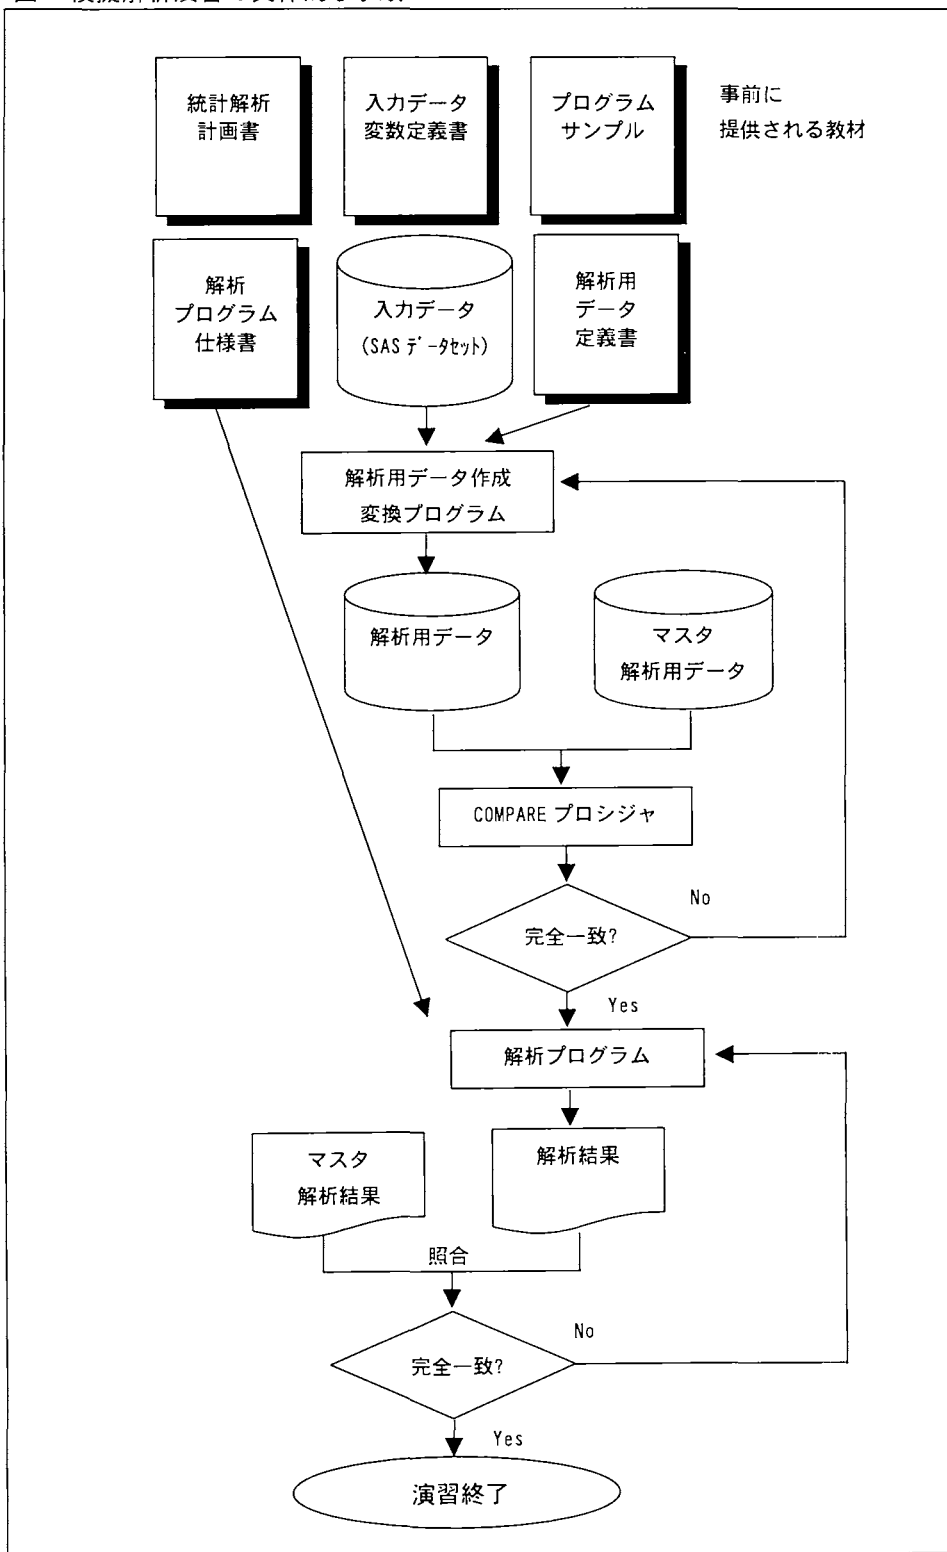 統計解析
計画書
入力データ
変数定義書
プログラム
サンプル
事前に
提供される教材
解析
プログラム
仕様書
入力データ
(SAS データセット)
解析用
データ
定義書
解析用データ作成
変換プログラム
解析用データ
マスタ
解析用データ
COMPARE プロシジャ
No
完全一致?
Yes
解析プログラム
マスタ
解析結果
解析結果
照合
No
完全一致?
Yes
演習終了